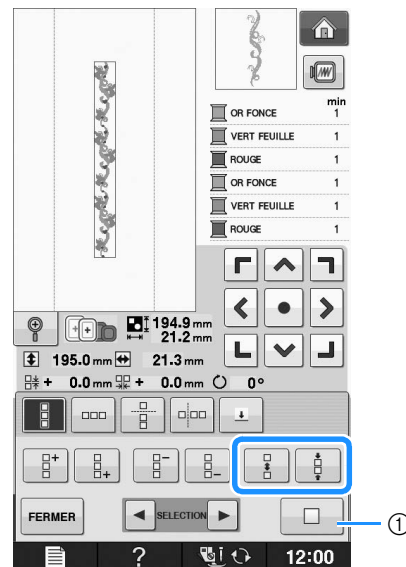 min
OR FONCE 1
VERT FEUILLE 1
ROUGE 1
OR FONCE 1
VERT FEUILLE 1
ROUGE 1
194.9 mm
21.2 mm
195.0 mm 21.3 mm
+ 0.0 mm + 0.0 mm 0°
FERMER SELECTION
①
? 12:00